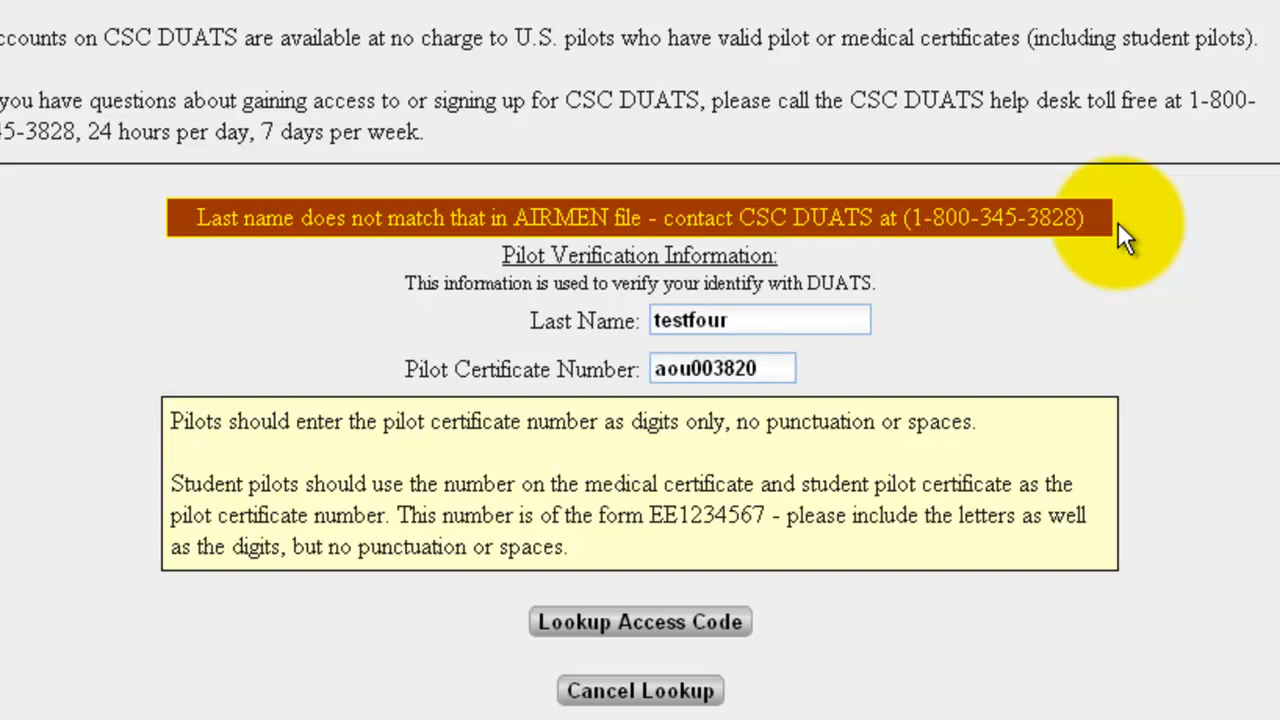 ccounts on CSC DUATS are available at no charge to U.S. pilots who have valid pilot or medical certificates (including student pilots).
you have questions about gaining access to or signing up for CSC DUATS, please call the CSC DUATS help desk toll free at 1-800-
45-3828, 24 hours per day, 7 days per week.
Last name does not match that in AIRMEN file - contact CSC DUATS at (1-800-345-3828)
Pilot Verification Information:
This information is used to verify your identify with DUATS.
Last Name: testfour
Pilot Certificate Number: aou003820
Pilots should enter the pilot certificate number as digits only, no punctuation or spaces.
Student pilots should use the number on the medical certificate and student pilot certificate as the
pilot certificate number. This number is of the form EE1234567 - please include the letters as well
as the digits, but no punctuation or spaces.
Lookup Access Code
Cancel Lookup